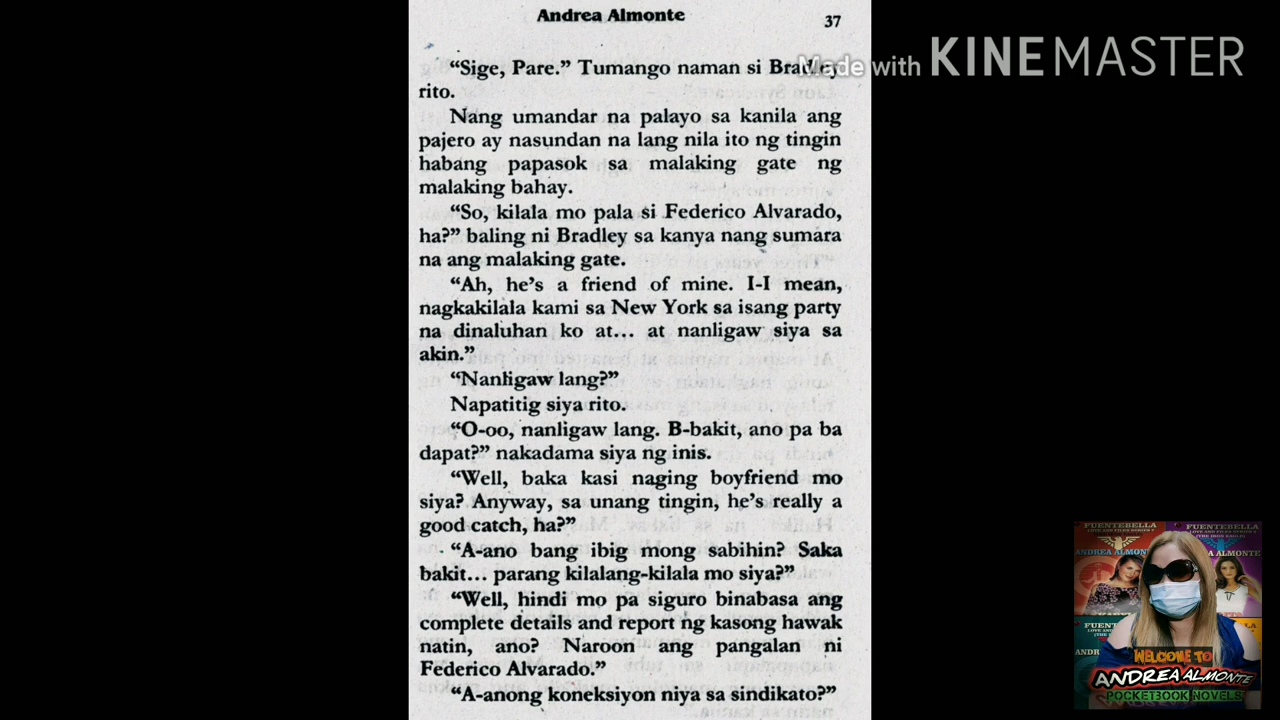 Andrea Almonte
37
“Sige, Pare.” Tumango naman si Bradley
rito.
Nang umandar na palayo sa kanila ang
pajero ay nasundan na lang nila ito ng tingin
habang papasok sa malaking gate ng
malaking bahay.
“So, kilala mo pala si Federico Alvarado,
ha?” baling ni Bradley sa kanya nang sumara
na ang malaking gate.
“Ah, he's a friend of mine. I-I mean,
nagkakilala kami sa New York sa isang party
na dinaluhan ko at... at nanligaw siya sa
akin.”
“Nanligaw lang?”
Napatitig siya rito.
“O-oo, nanligaw lang. B-bakit, ano pa ba
dapat?” nakadama siya ng inis.
“Well, baka kasi naging boyfriend mo
siya? Anyway, sa unang tingin, he's really a
good catch, ha?”
“A-ano bang ibig mong sabihin? Saka
bakit... parang kilalang-kilala mo siya?”
“Well, hindi mo pa siguro binabasa ang
complete details and report ng kasong hawak
natin, ano? Naroon ang pangalan ni
Federico Alvarado.”
“A-anong koneksiyon niya sa sindikato?”
Made with KINEMASTER
FUENTEBELLA
FUENTEBELLA
ANDREA ALMONTE
WELCOME TO
ANDREA ALMONTE
POCKETBOOK NOVELS